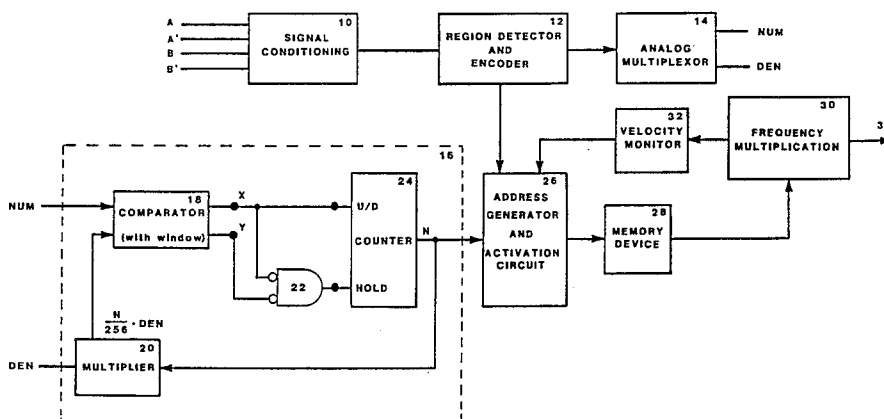 A
A'
B
B'
10
SIGNAL
CONDITIONING
12
REGION DETECTOR
AND
ENCODER
14
ANALOG
MULTIPLEXOR
NUM
DEN
30
FREQUENCY
MULTIPLICATION
3
32
VELOCITY
MONITOR
16
NUM
18
COMPARATOR
(with window)
X
Y
22
24
U/D
COUNTER
HOLD
N
26
ADDRESS
GENERATOR
AND
ACTIVATION
CIRCUIT
28
MEMORY
DEVICE
N
256 · DEN
DEN
20
MULTIPLIER